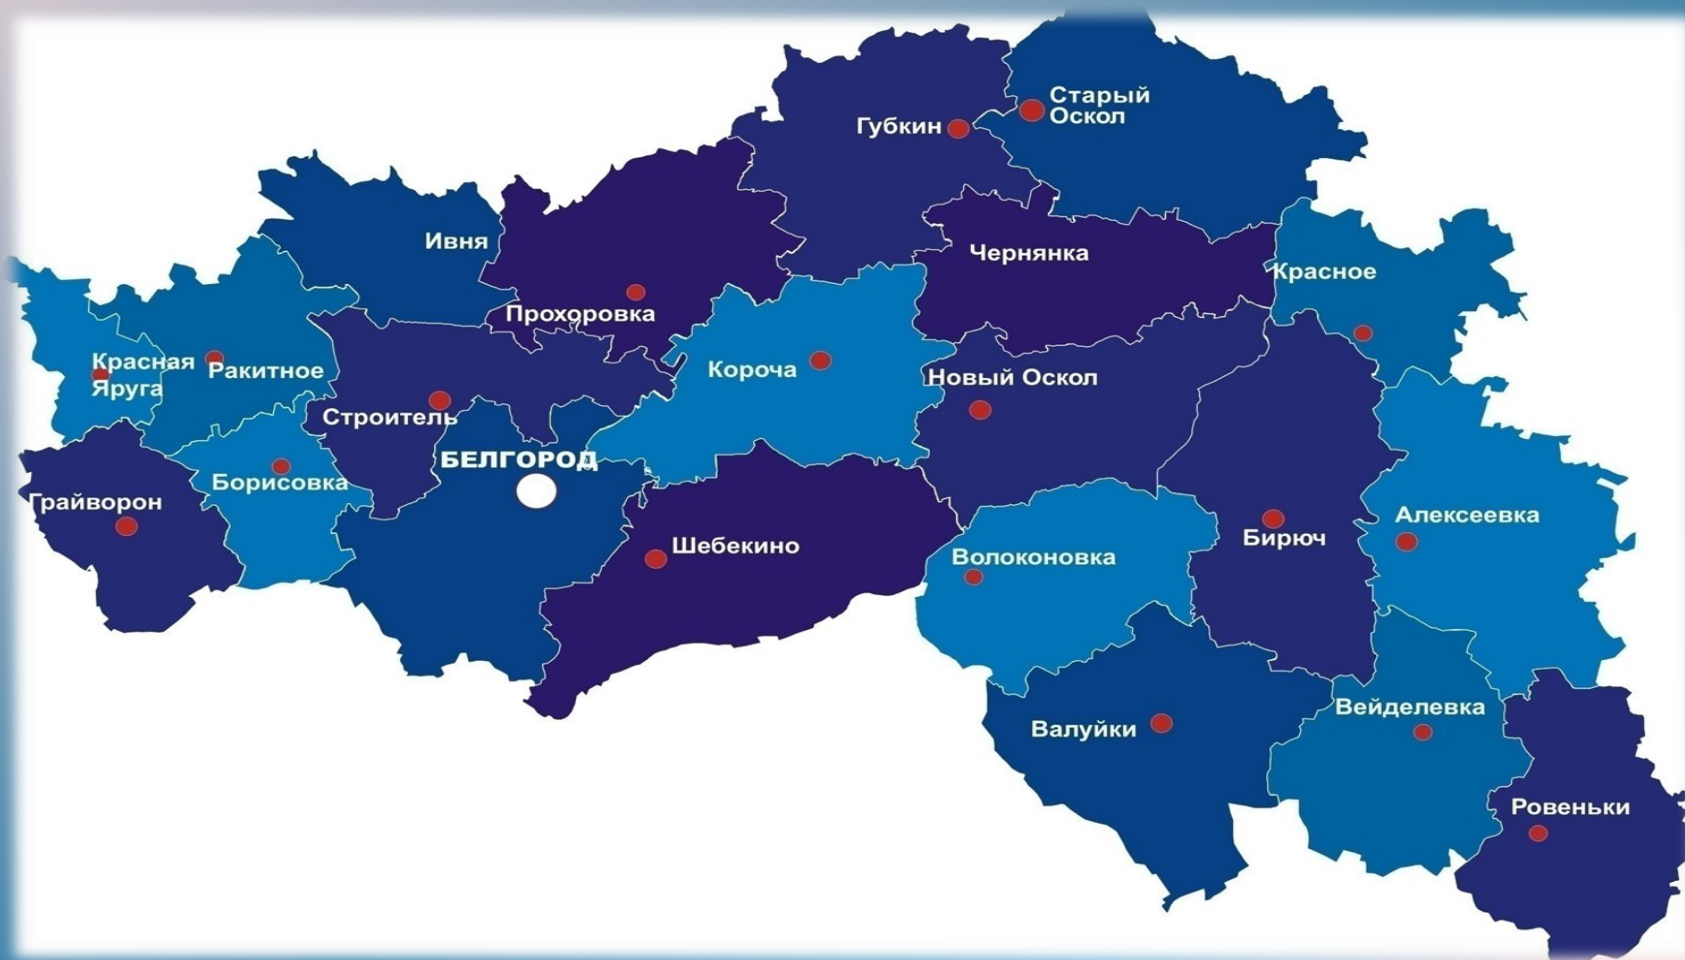 Старый
Оскол
Губкин
Ивня
Чернянка
Красное
Прохоровка
Красная
Яруга
Ракитное
Короча
Новый Оскол
Строитель
БЕЛГОРОД
Борисовка
Грайворон
Шебекино
Волоконовка
Бирюч
Алексеевка
Валуйки
Вейделевка
Ровеньки